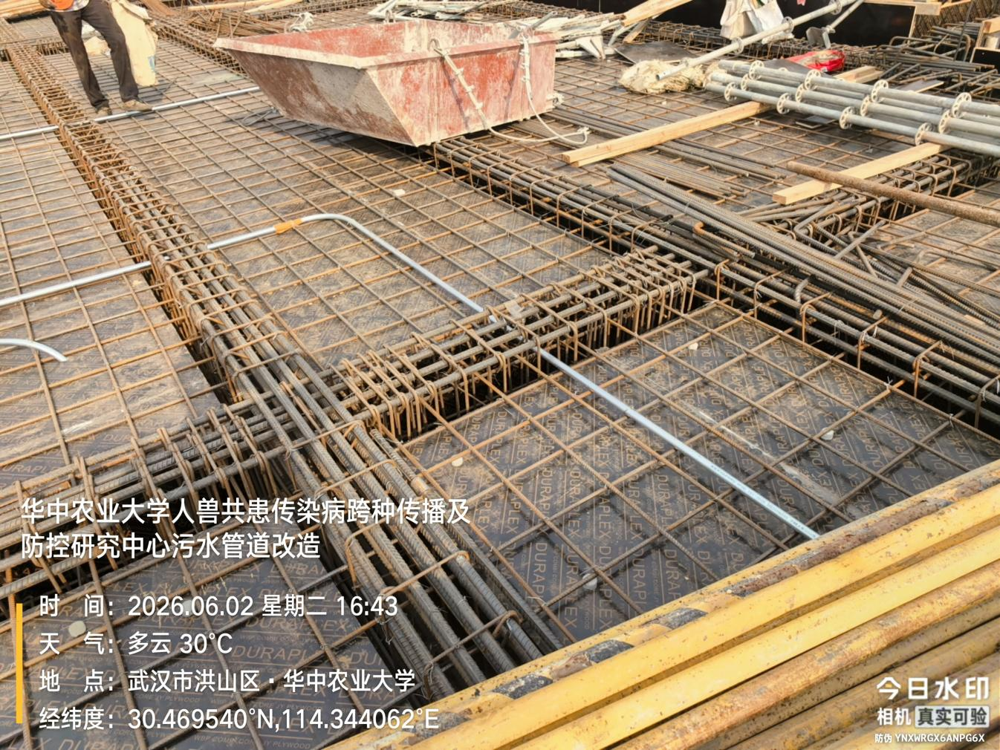 华中农业大学人兽共患传染病跨种传播及
防控研究中心污水管道改造
时 间：2026.06.02 星期二 16:43
天 气：多云 30℃
地 点：武汉市洪山区·华中农业大学
经纬度：30.469540°N,114.344062°E
今日水印
相机 真实可验
防伪 YNXWRGX6ANPG6X
DURAPLEX
DURAPLEX
DURAPLEX